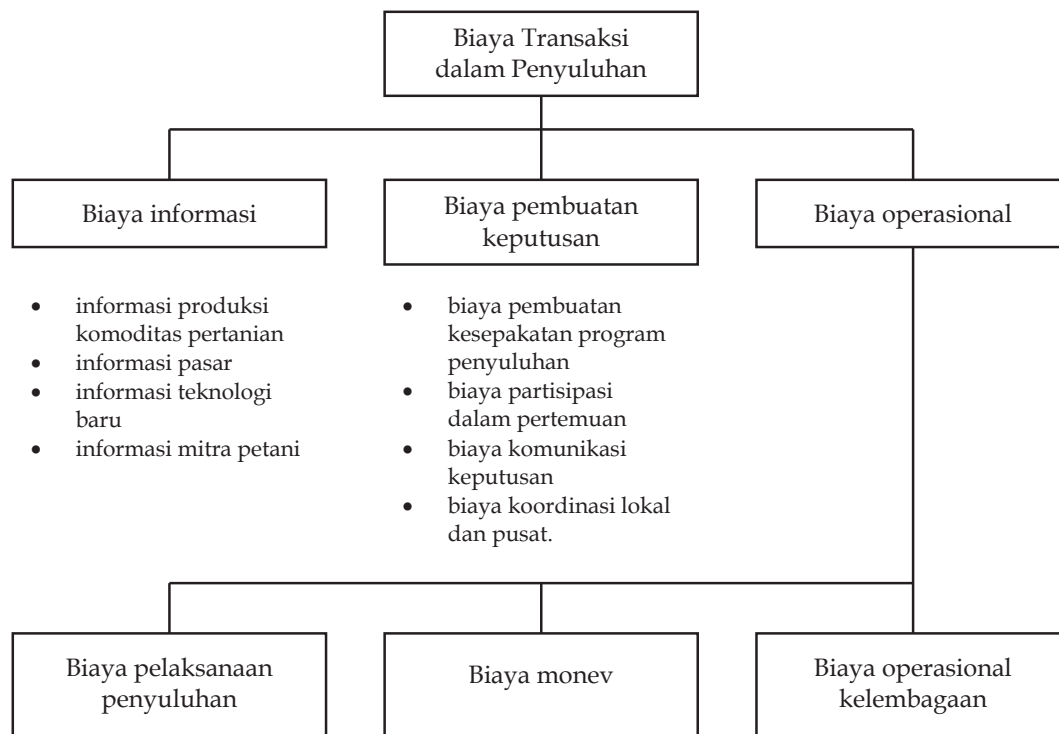 Biaya Transaksi
dalam Penyuluhan
Biaya informasi
Biaya pembuatan
keputusan
Biaya operasional
• informasi produksi
komoditas pertanian
• informasi pasar
• informasi teknologi
baru
• informasi mitra petani
• biaya pembuatan
kesepakatan program
penyuluhan
• biaya partisipasi
dalam pertemuan
• biaya komunikasi
keputusan
• biaya koordinasi lokal
dan pusat.
Biaya pelaksanaan
penyuluhan
Biaya monev
Biaya operasional
kelembagaan